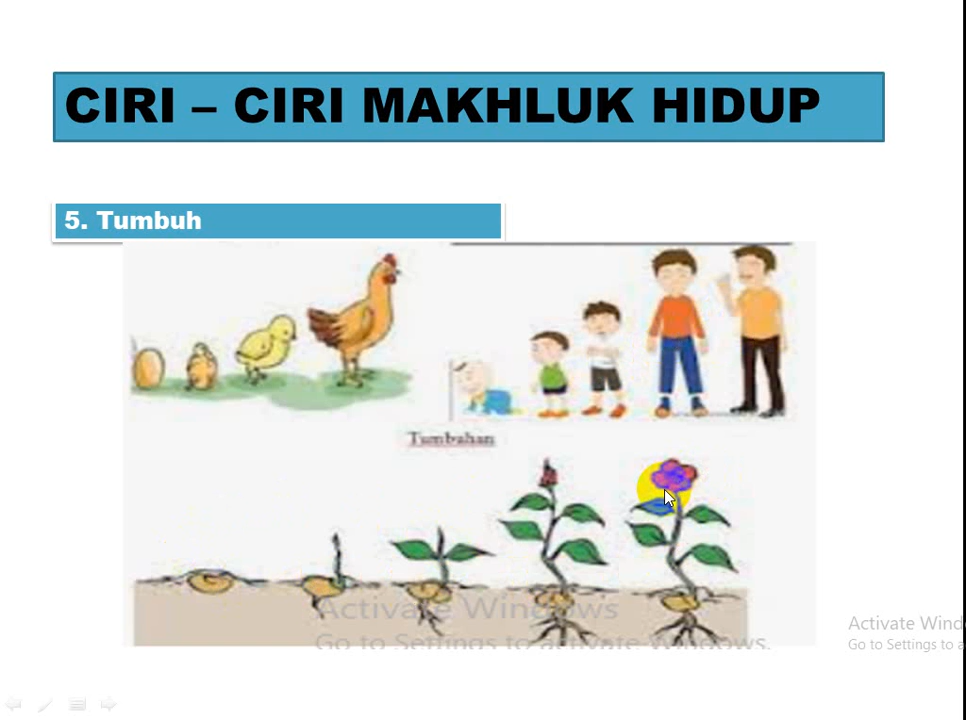 CIRI – CIRI MAKHLUK HIDUP
5. Tumbuh
Tumbuhan
Activate Windows
Go to Settings to activate Windows.
Activate Wind
Go to Settings to a